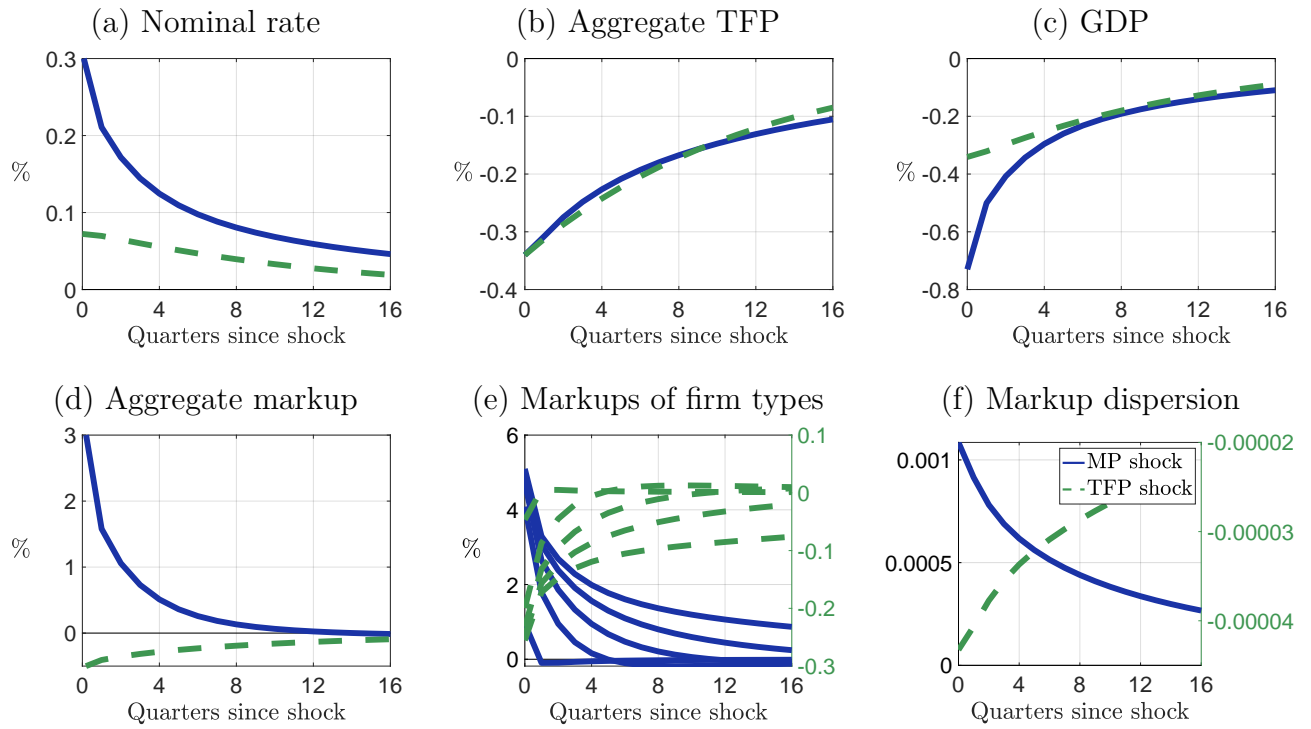 (a) Nominal rate
0.3
0.2
%
0.1
0
0 4 8 12 16
Quarters since shock
(b) Aggregate TFP
0
-0.1
%
-0.2
-0.3
-0.4
0 4 8 12 16
Quarters since shock
(c) GDP
0
-0.2
%
-0.4
-0.6
-0.8
0 4 8 12 16
Quarters since shock
(d) Aggregate markup
3
2
%
1
0
0 4 8 12 16
Quarters since shock
(e) Markups of firm types
6
4
%
2
0
0.1
0
-0.1
-0.2
-0.3
0 4 8 12 16
Quarters since shock
(f) Markup dispersion
0.001
0.0005
0
MP shock
TFP shock
-0.00002
-0.00003
-0.00004
0 4 8 12 16
Quarters since shock